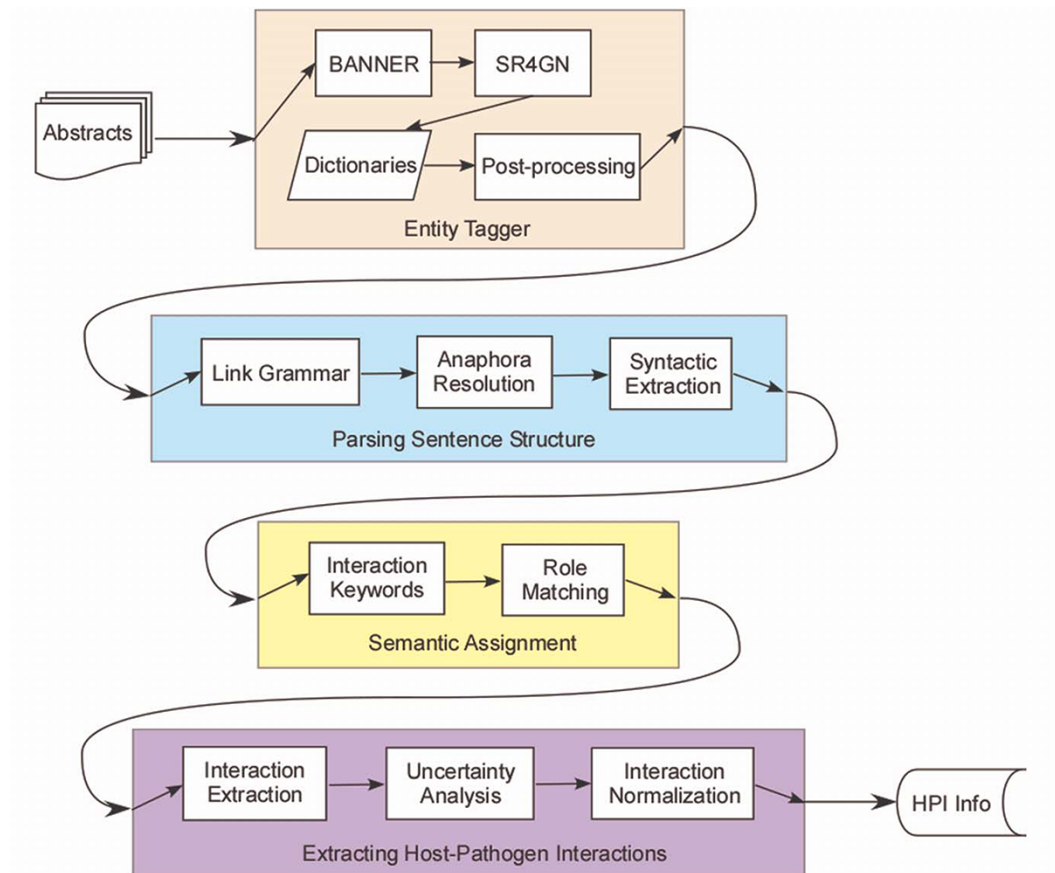 Abstracts
BANNER
SR4GN
Dictionaries
Post-processing
Entity Tagger
Link Grammar
Anaphora
Resolution
Syntactic
Extraction
Parsing Sentence Structure
Interaction
Keywords
Role
Matching
Semantic Assignment
Interaction
Extraction
Uncertainty
Analysis
Interaction
Normalization
HPI Info
Extracting Host-Pathogen Interactions